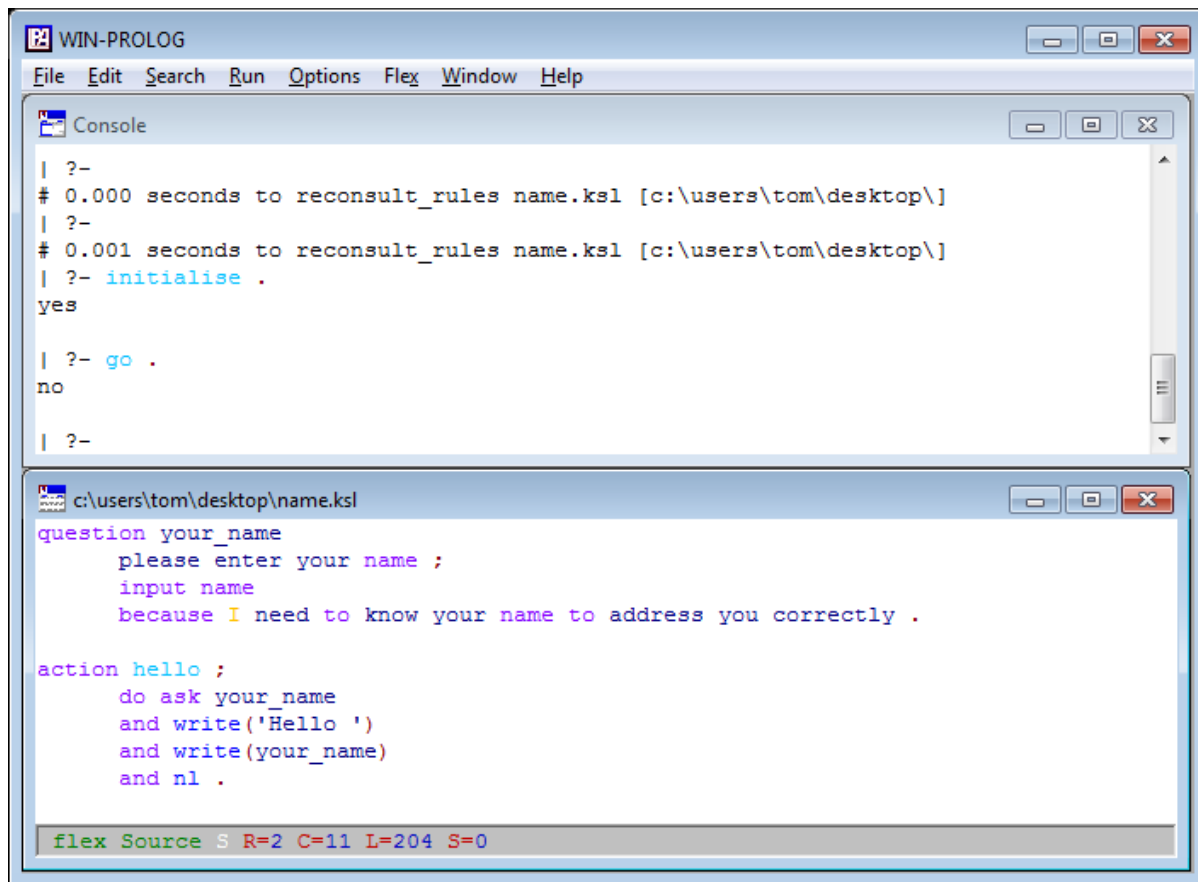 WIN-PROLOG
File Edit Search Run Options Flex Window Help
Console
| ?-
# 0.000 seconds to reconsult_rules name.ksl [c:\users\tom\desktop\]
| ?-
# 0.001 seconds to reconsult_rules name.ksl [c:\users\tom\desktop\]
| ?- initialise .
yes
| ?- go .
no
| ?-
c:\users\tom\desktop\name.ksl
question your_name
please enter your name ;
input name
because I need to know your name to address you correctly .
action hello ;
do ask your_name
and write('Hello ')
and write(your_name)
and nl .
flex Source S R=2 C=11 L=204 S=0